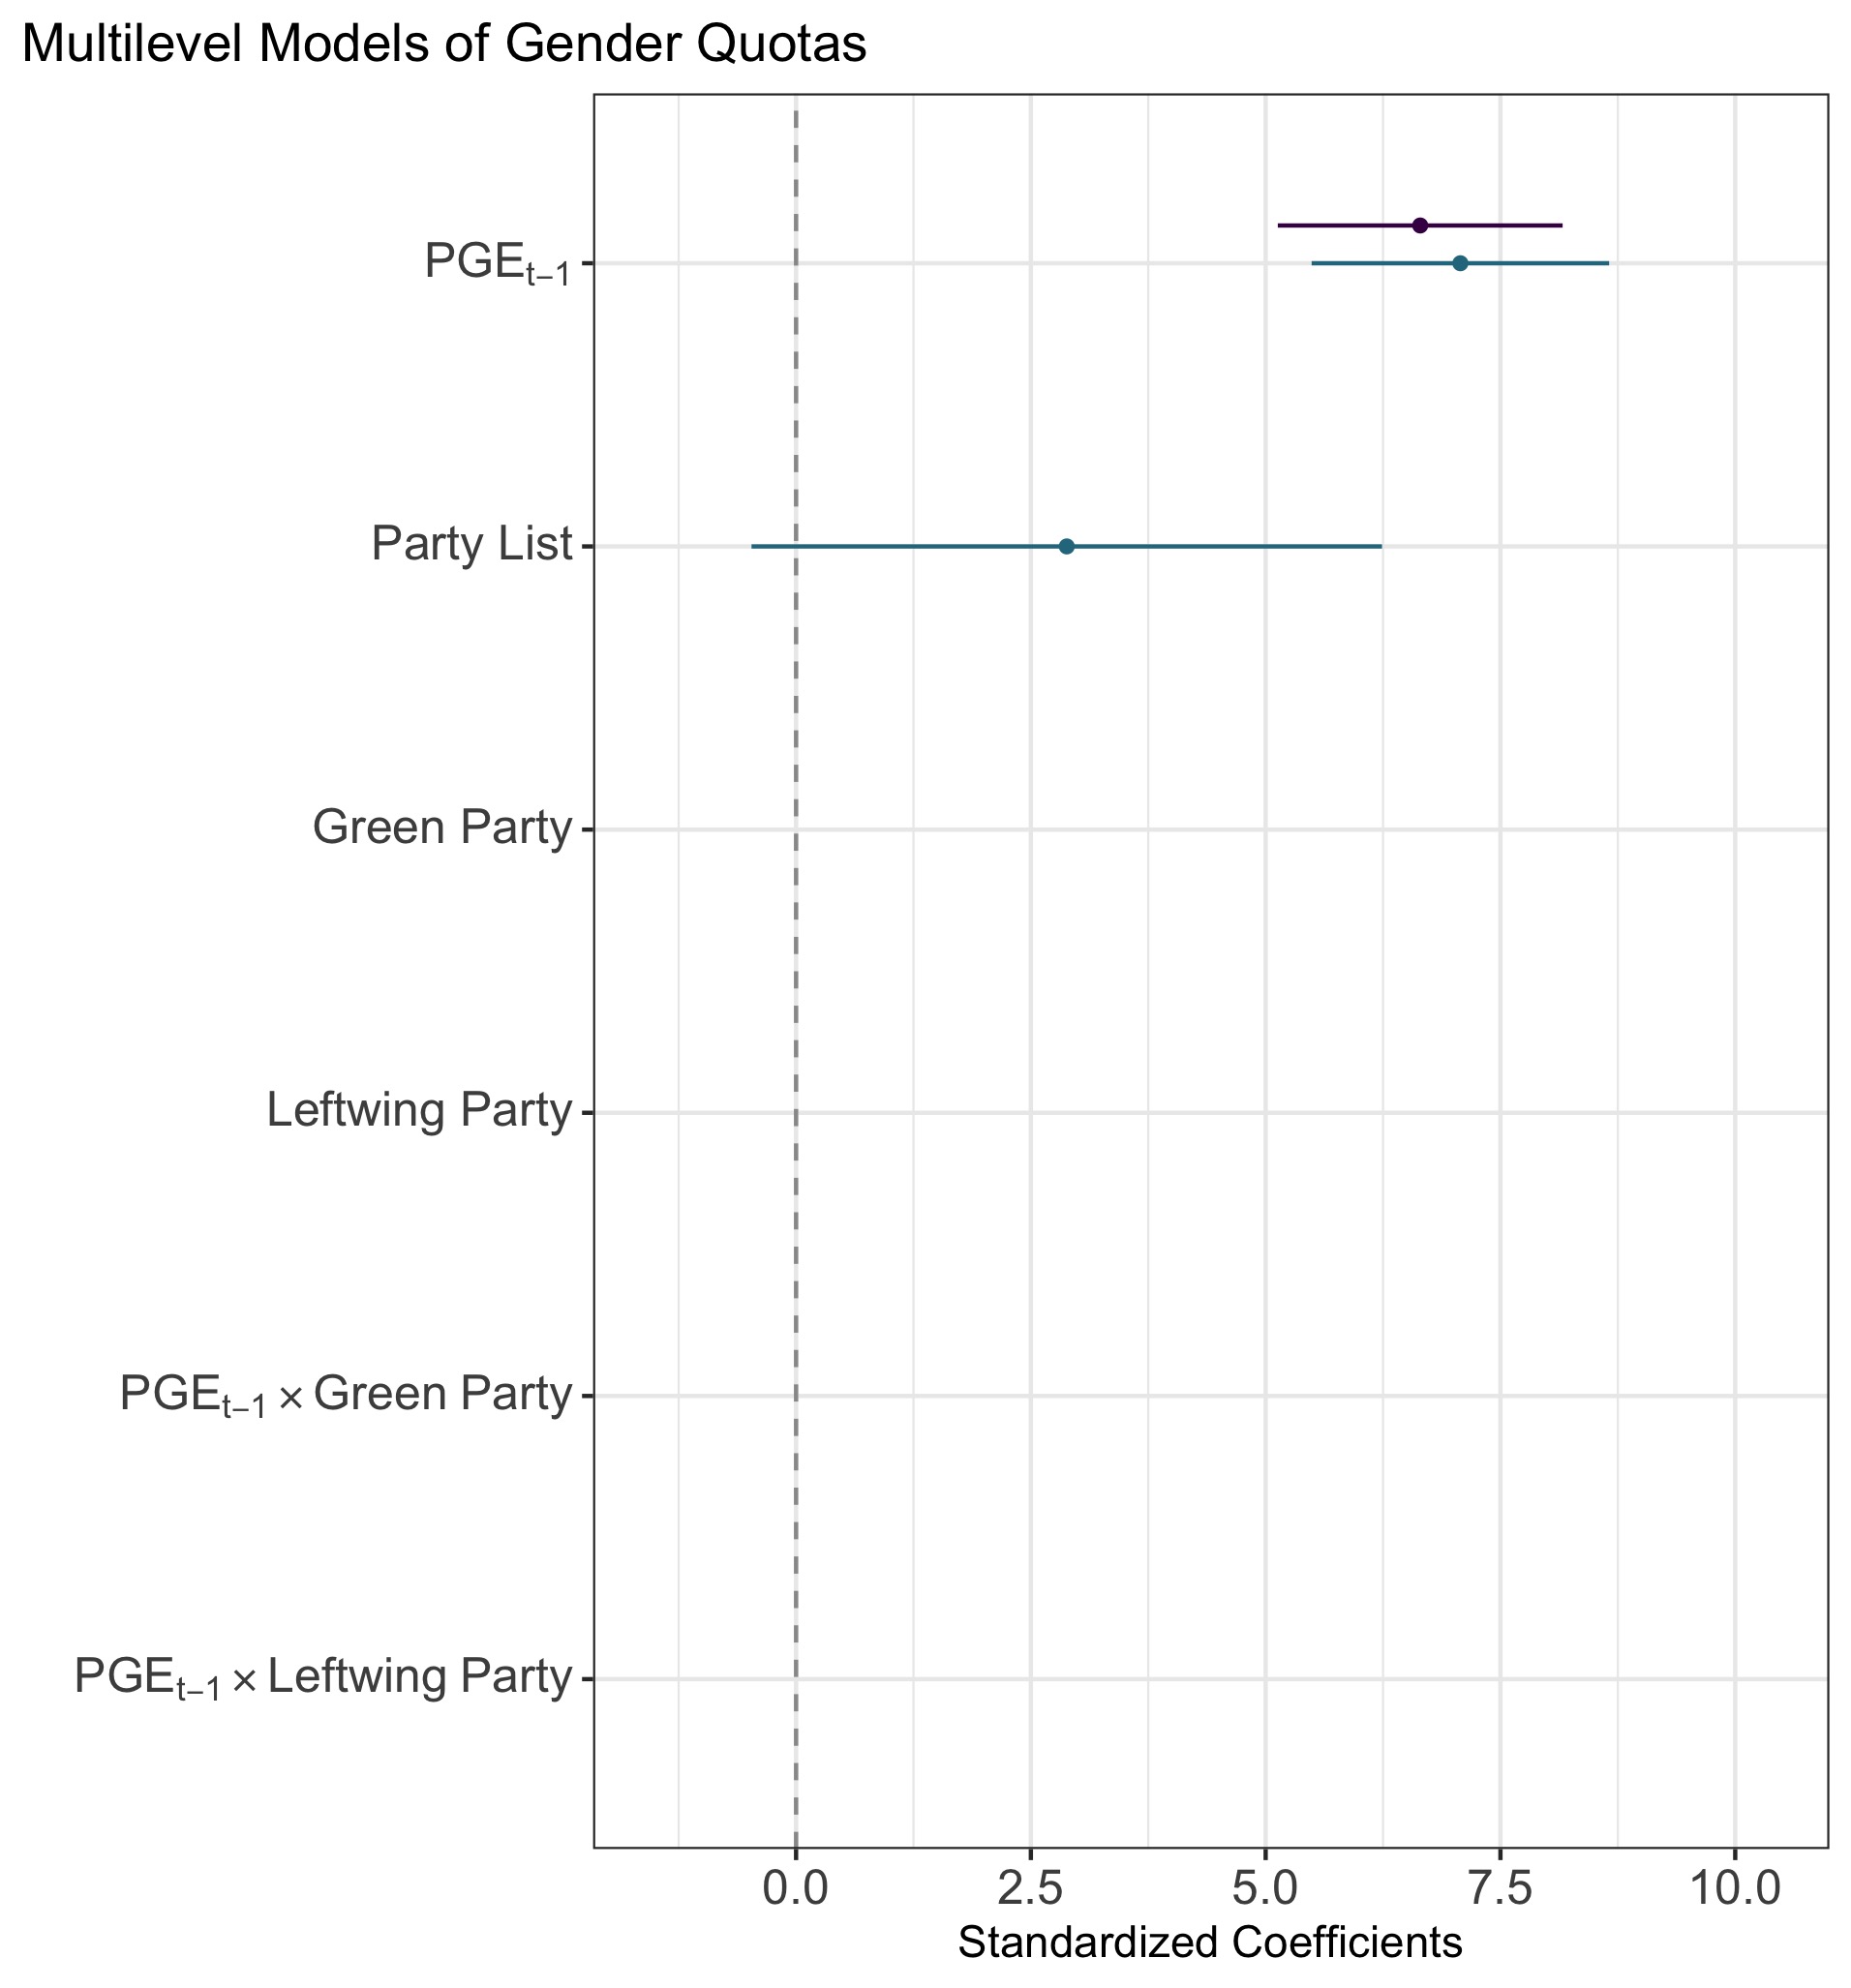 Multilevel Models of Gender Quotas
PGEt−1
Party List
Green Party
Leftwing Party
PGEt−1 × Green Party
PGEt−1 × Leftwing Party
0.0 2.5 5.0 7.5 10.0
Standardized Coefficients